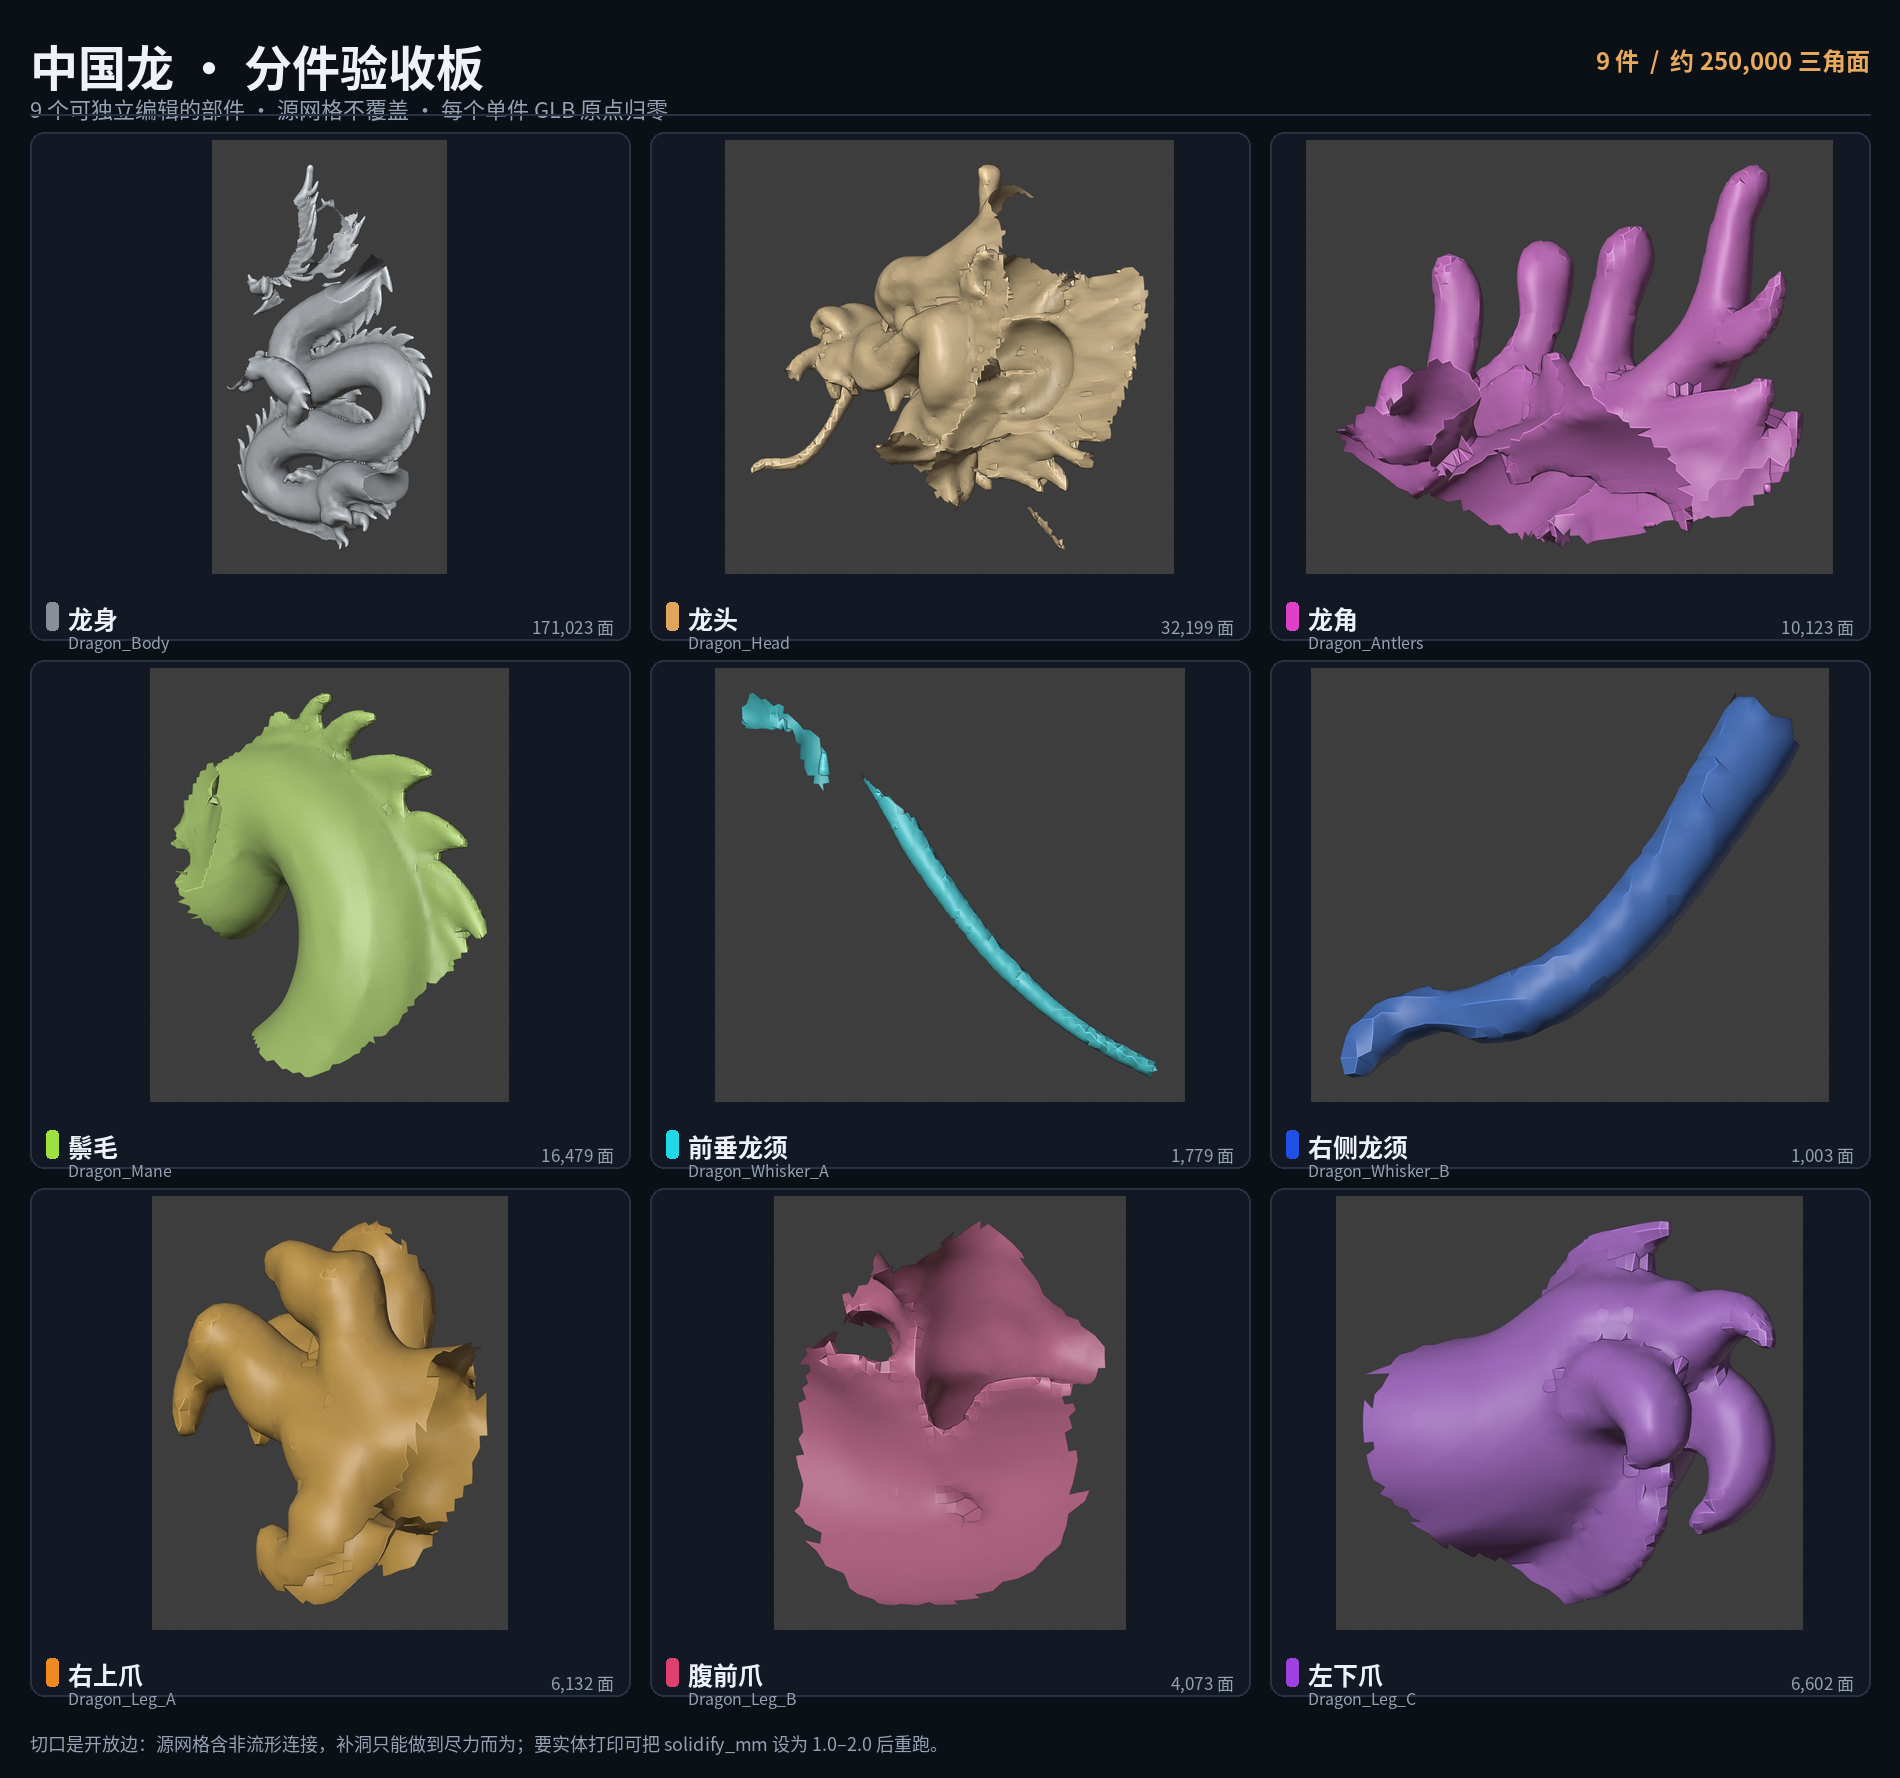 中国龙 · 分件验收板
9 件 / 约 250,000 三角面
9 个可独立编辑的部件 · 源网格不覆盖 · 每个单件 GLB 原点归零
龙身
171,023 面
Dragon_Body
龙头
32,199 面
Dragon_Head
龙角
10,123 面
Dragon_Antlers
鬃毛
16,479 面
Dragon_Mane
前垂龙须
1,779 面
Dragon_Whisker_A
右侧龙须
1,003 面
Dragon_Whisker_B
右上爪
6,132 面
Dragon_Leg_A
腹前爪
4,073 面
Dragon_Leg_B
左下爪
6,602 面
Dragon_Leg_C
切口是开放边：源网格含非流形连接，补洞只能做到尽力而为；要实体打印可把 solidify_mm 设为 1.0–2.0 后重跑。